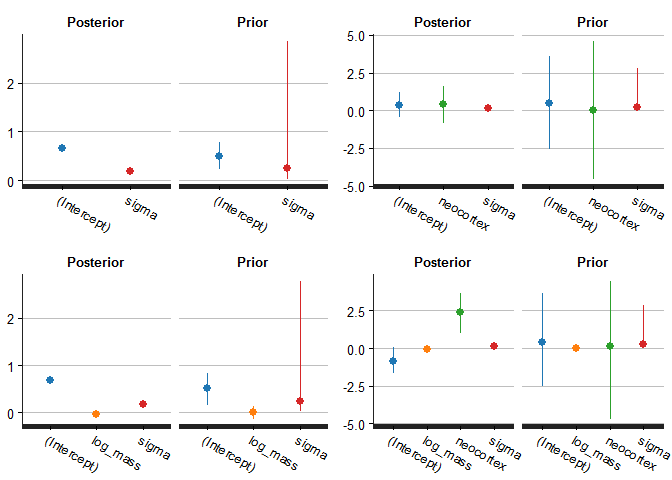 Posterior Prior
2
1
0
(Intercept) sigma (Intercept) sigma
Posterior Prior
5.0
2.5
0.0
-2.5
-5.0
(Intercept) neocortex sigma (Intercept) neocortex sigma
Posterior Prior
2
1
0
(Intercept) log_mass sigma (Intercept) log_mass sigma
Posterior Prior
2.5
0.0
-2.5
-5.0
(Intercept) log_mass neocortex sigma (Intercept) log_mass neocortex sigma